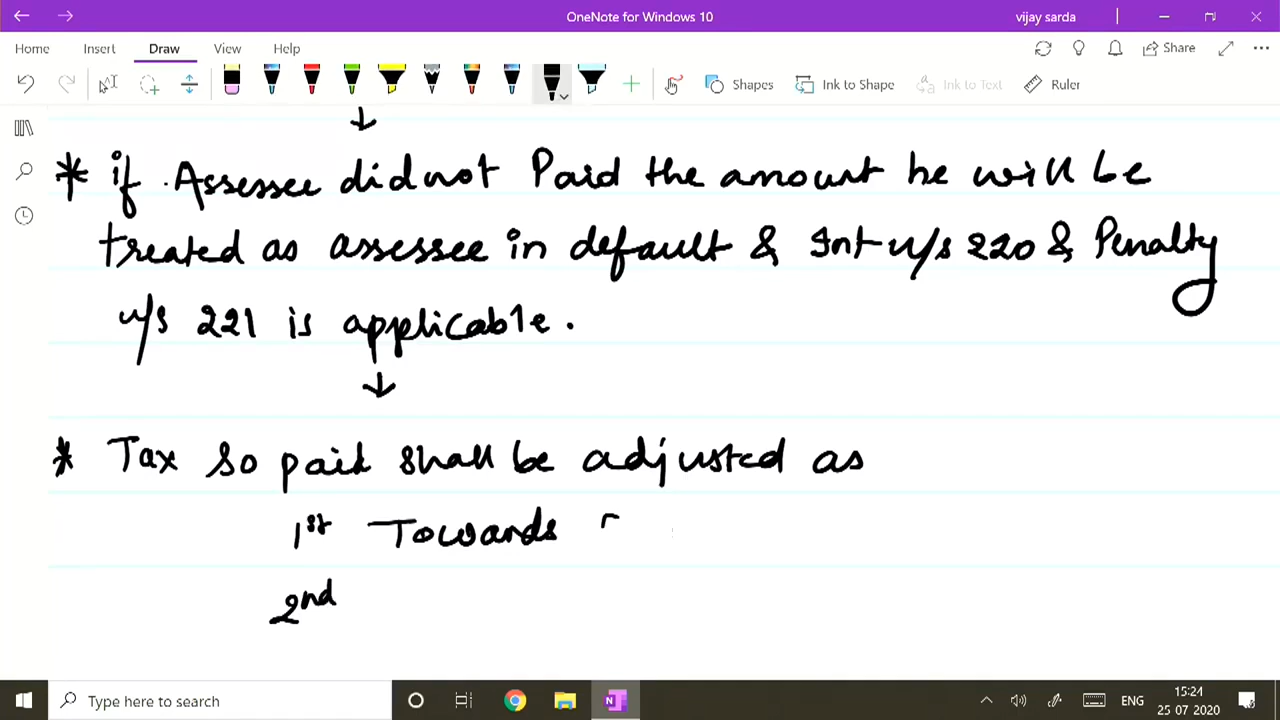 OneNote for Windows 10
vijay sarda
Home Insert Draw View Help
Share
Shapes Ink to Shape Ink to Text Ruler
* if Assessee did not Paid the amount he will be
treated as assessee in default & Int u/s 220 & Penalty
u/s 221 is applicable.
* Tax so paid shall be adjusted as
1st Towards
2nd
Type here to search
ENG
15:24
25-07-2020